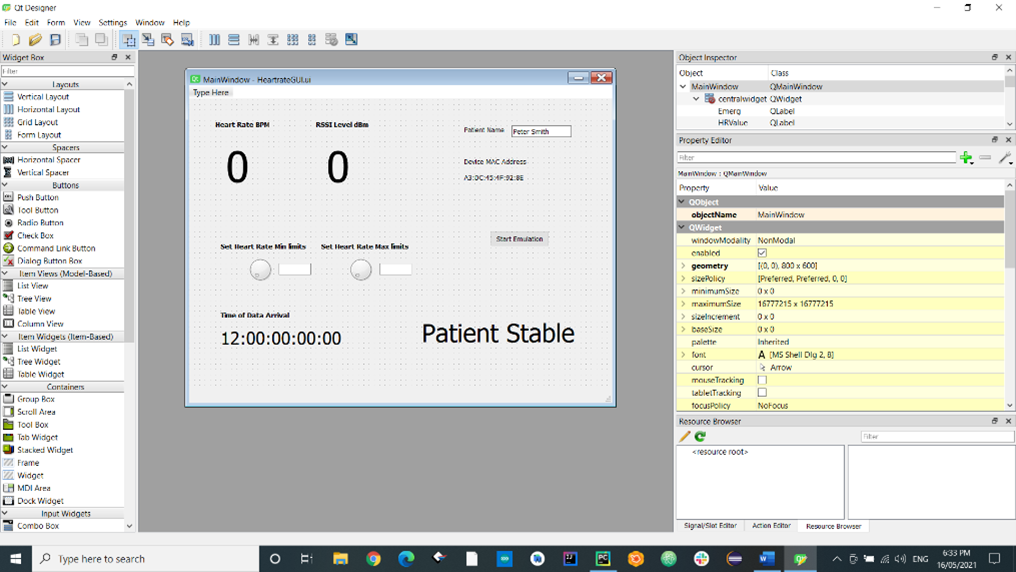 Qt Designer
File Edit Form View Settings Window Help
Widget Box
Filter
Layouts
Vertical Layout
Horizontal Layout
Grid Layout
Form Layout
Spacers
Horizontal Spacer
Vertical Spacer
Buttons
Push Button
Tool Button
Radio Button
Check Box
Command Link Button
Dialog Button Box
Item Views (Model-Based)
List View
Tree View
Table View
Column View
Item Widgets (Item-Based)
List Widget
Tree Widget
Table Widget
Containers
Group Box
Scroll Area
Tool Box
Tab Widget
Stacked Widget
Frame
Widget
MDI Area
Dock Widget
Input Widgets
Combo Box
MainWindow - HeartrateGUI.ui
Type Here
Heart Rate BPM RSSI Level dBm
Patient Name Peter Smith
0 0
Device MAC Address
A3:DC:45:4F:92:8E
Start Emulation
Set Heart Rate Min limits Set Heart Rate Max limits
Time of Data Arrival
12:00:00:00:00
Patient Stable
Object Inspector
Object Class
MainWindow QMainWindow
centralwidget QWidget
Emerg QLabel
HRValue QLabel
Property Editor
Filter
MainWindow : QMainWindow
Property Value
QObject
objectName MainWindow
QWidget
windowModality NonModal
enabled
geometry [(0, 0), 800 x 600]
sizePolicy [Preferred, Preferred, 0, 0]
minimumSize 0 x 0
maximumSize 16777215 x 16777215
sizeIncrement 0 x 0
baseSize 0 x 0
palette Inherited
font A [MS Shell Dlg 2, 8]
cursor Arrow
mouseTracking
tabletTracking
focusPolicy NoFocus
Resource Browser
Filter
<resource root>
Signal/Slot Editor Action Editor Resource Browser
Type here to search
ENG
6:33 PM
16/05/2021